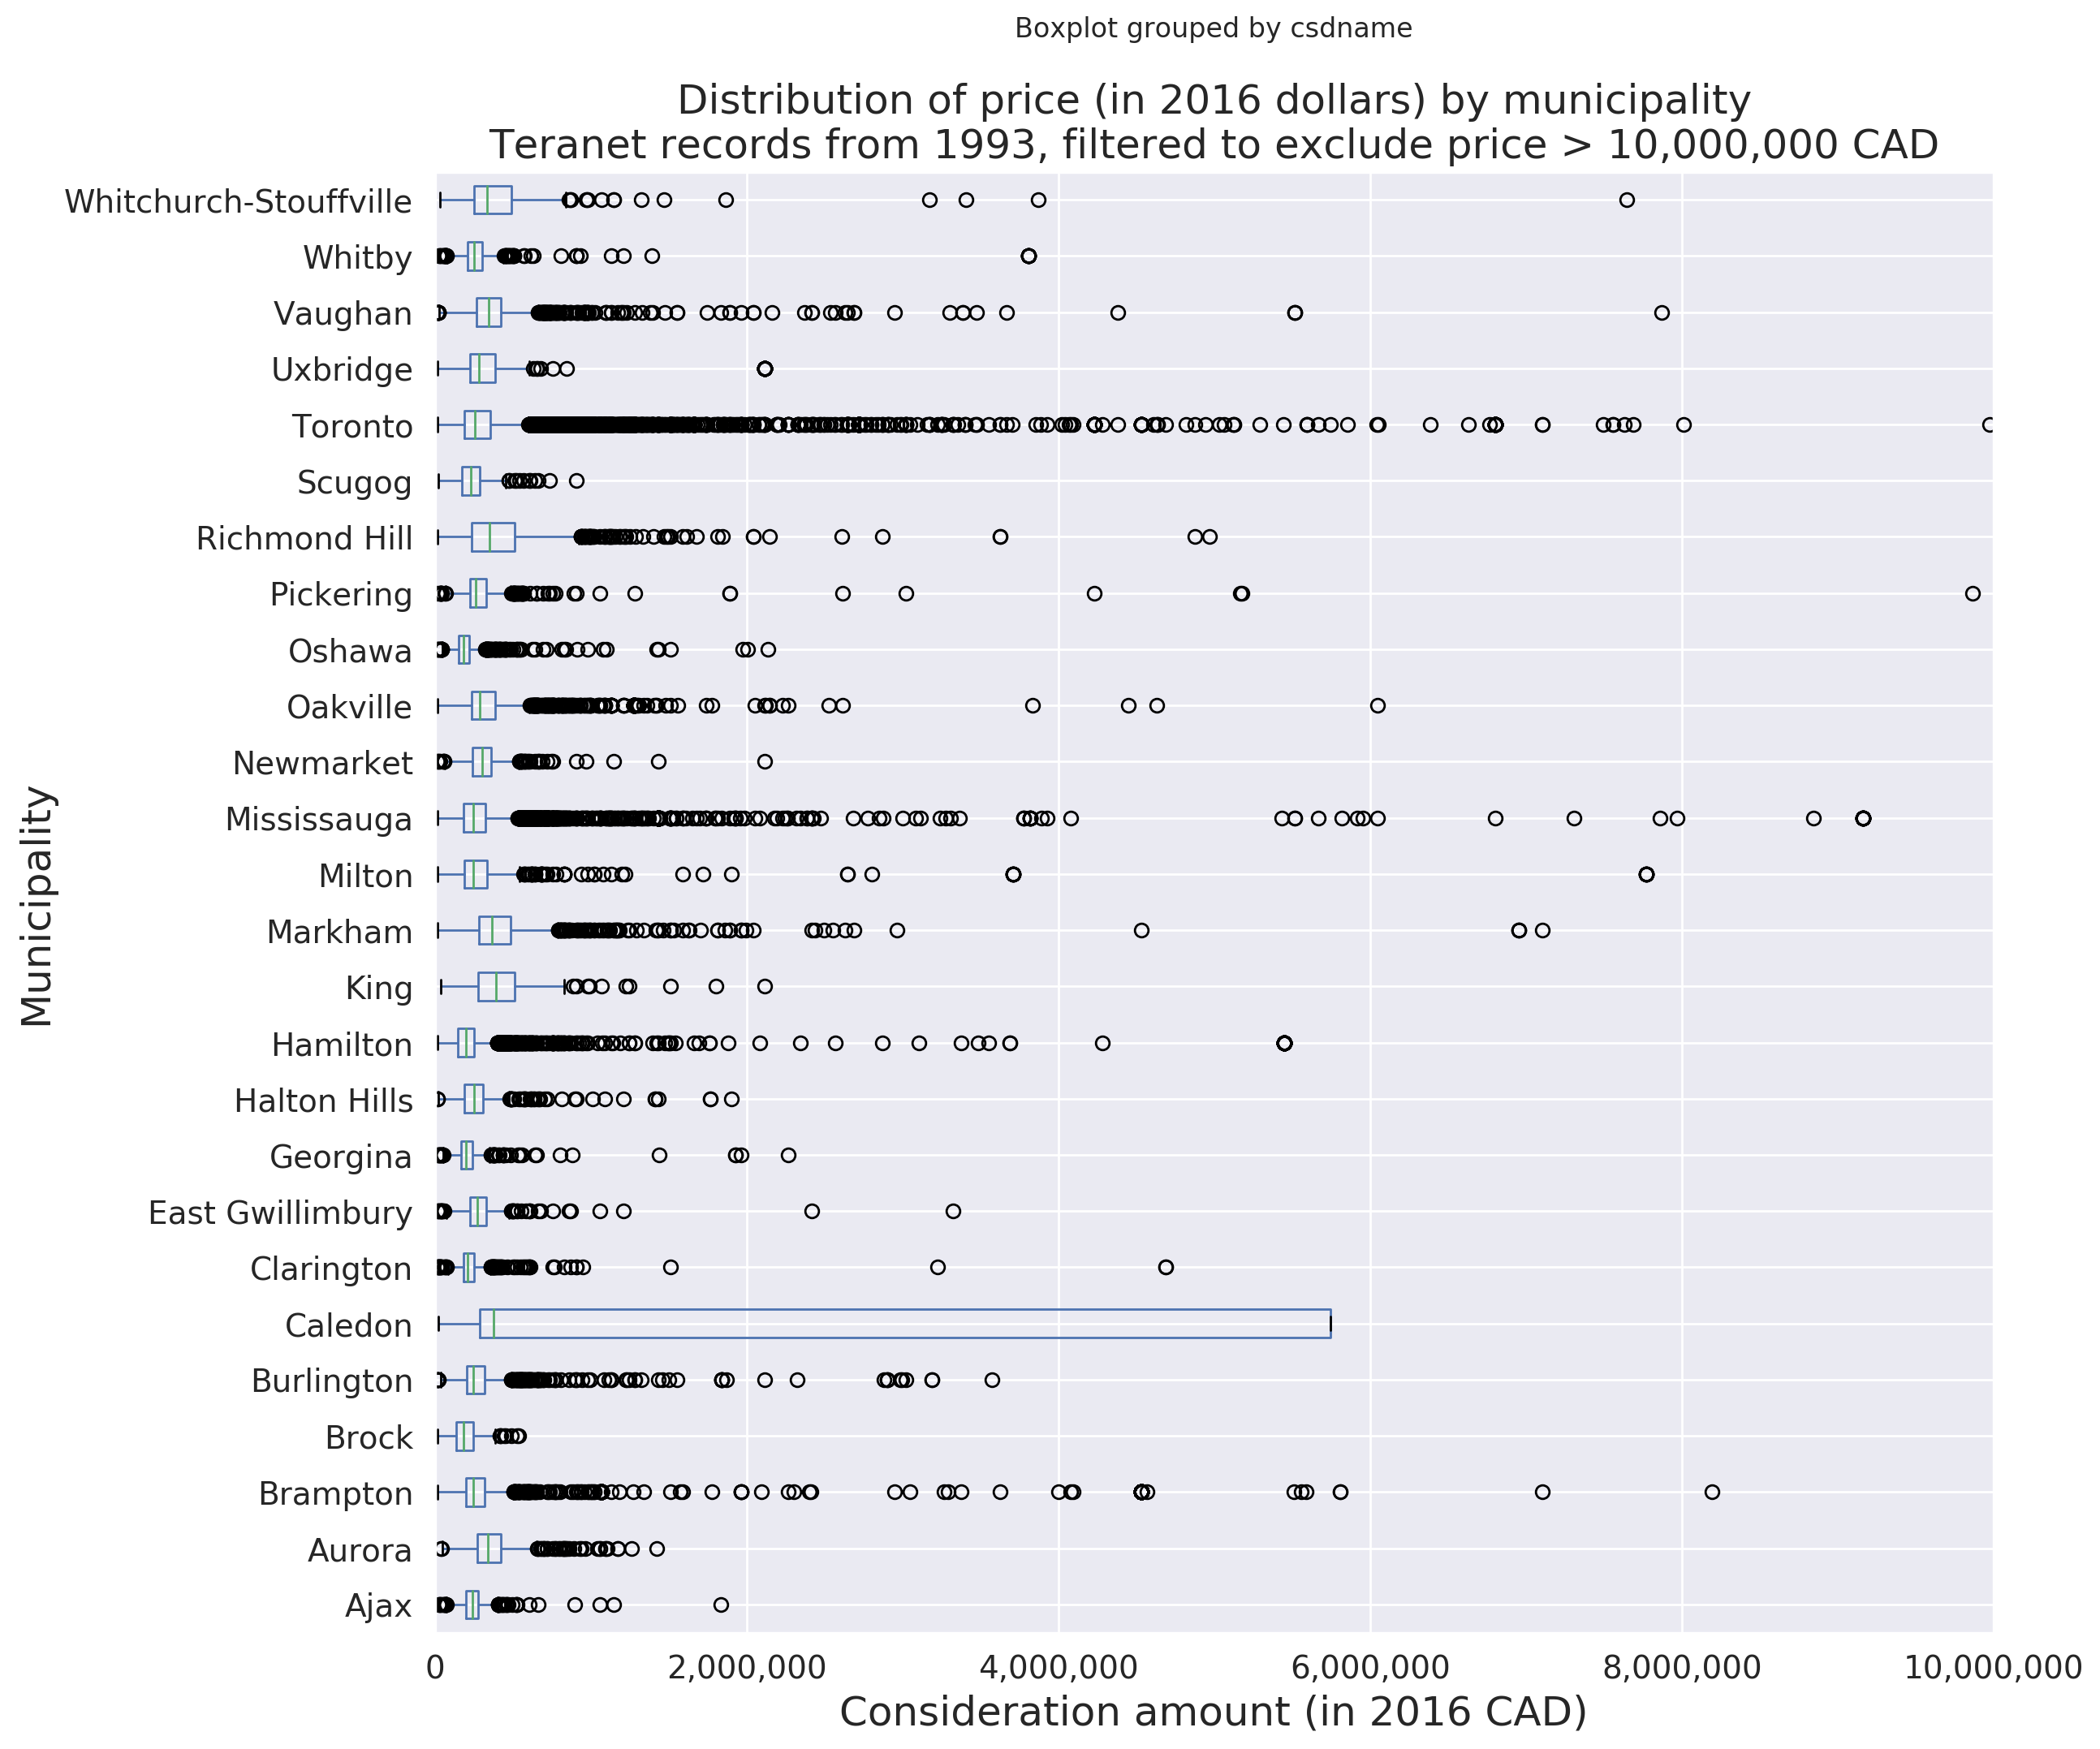 Boxplot grouped by csdname
Distribution of price (in 2016 dollars) by municipality
Teranet records from 1993, filtered to exclude price > 10,000,000 CAD
Whitchurch-Stouffville
Whitby
Vaughan
Uxbridge
Toronto
Scugog
Richmond Hill
Pickering
Oshawa
Oakville
Newmarket
Mississauga
Milton
Markham
King
Hamilton
Halton Hills
Georgina
East Gwillimbury
Clarington
Caledon
Burlington
Brock
Brampton
Aurora
Ajax
Municipality
0 2,000,000 4,000,000 6,000,000 8,000,000 10,000,000
Consideration amount (in 2016 CAD)